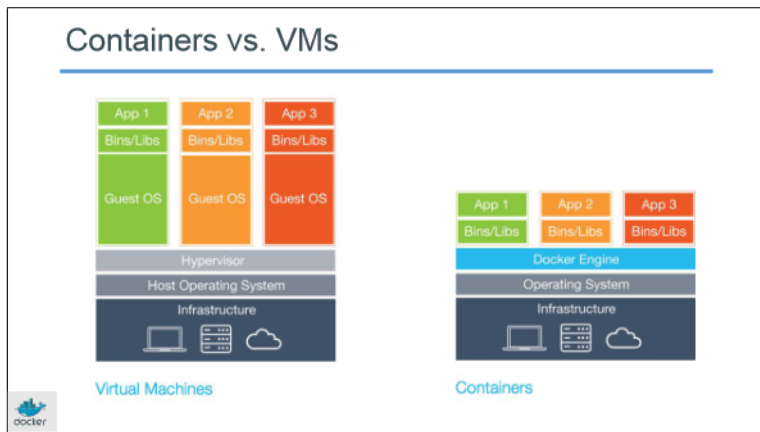 Containers vs. VMs
App 1 App 2 App 3
Bins/Libs Bins/Libs Bins/Libs
Guest OS Guest OS Guest OS
Hypervisor
Host Operating System
Infrastructure
Virtual Machines
App 1 App 2 App 3
Bins/Libs Bins/Libs Bins/Libs
Docker Engine
Operating System
Infrastructure
Containers
docker